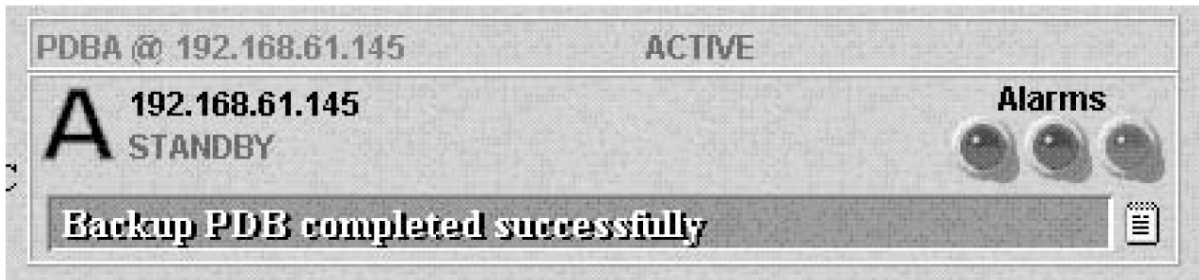 PDBA @ 192.168.61.145 ACTIVE
A 192.168.61.145 Alarms
STANDBY
Backup PDB completed successfully